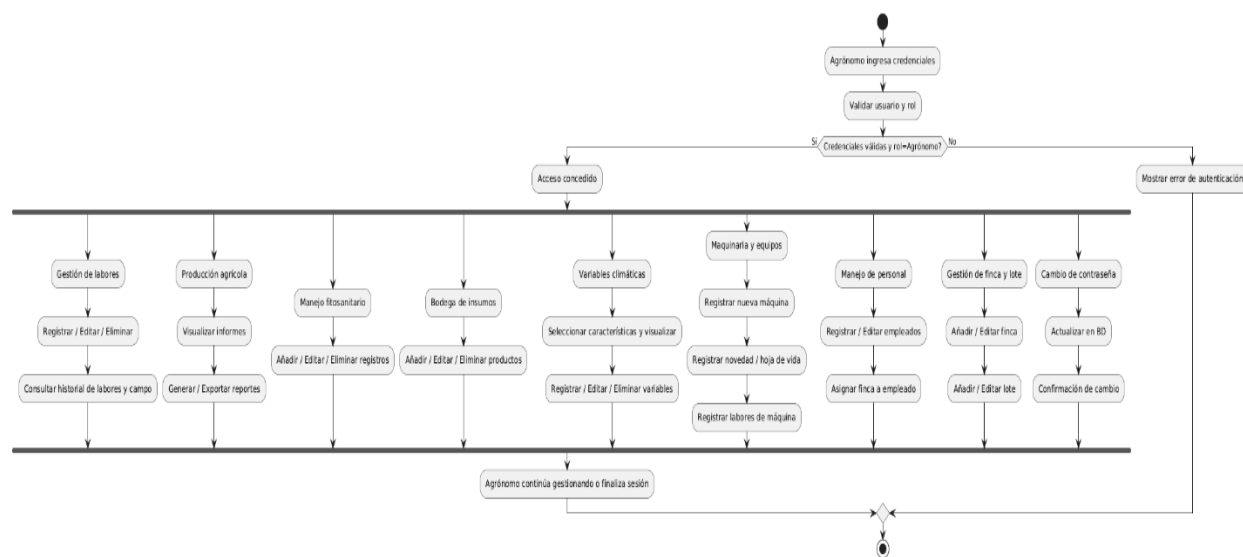 Agrónomo ingresa credenciales
Validar usuario y rol
Sí
Credenciales válidas y rol=Agrónomo?
No
Acceso concedido
Mostrar error de autenticación
Gestión de labores
Registrar / Editar / Eliminar
Consultar historial de labores y campo
Producción agrícola
Visualizar informes
Generar / Exportar reportes
Manejo fitosanitario
Añadir / Editar / Eliminar registros
Bodega de insumos
Añadir / Editar / Eliminar productos
Variables climáticas
Seleccionar características y visualizar
Registrar / Editar / Eliminar variables
Maquinaria y equipos
Registrar nueva máquina
Registrar novedad / hoja de vida
Registrar labores de máquina
Manejo de personal
Registrar / Editar empleados
Asignar finca a empleado
Gestión de finca y lote
Añadir / Editar finca
Añadir / Editar lote
Cambio de contraseña
Actualizar en BD
Confirmación de cambio
Agrónomo continúa gestionando o finaliza sesión